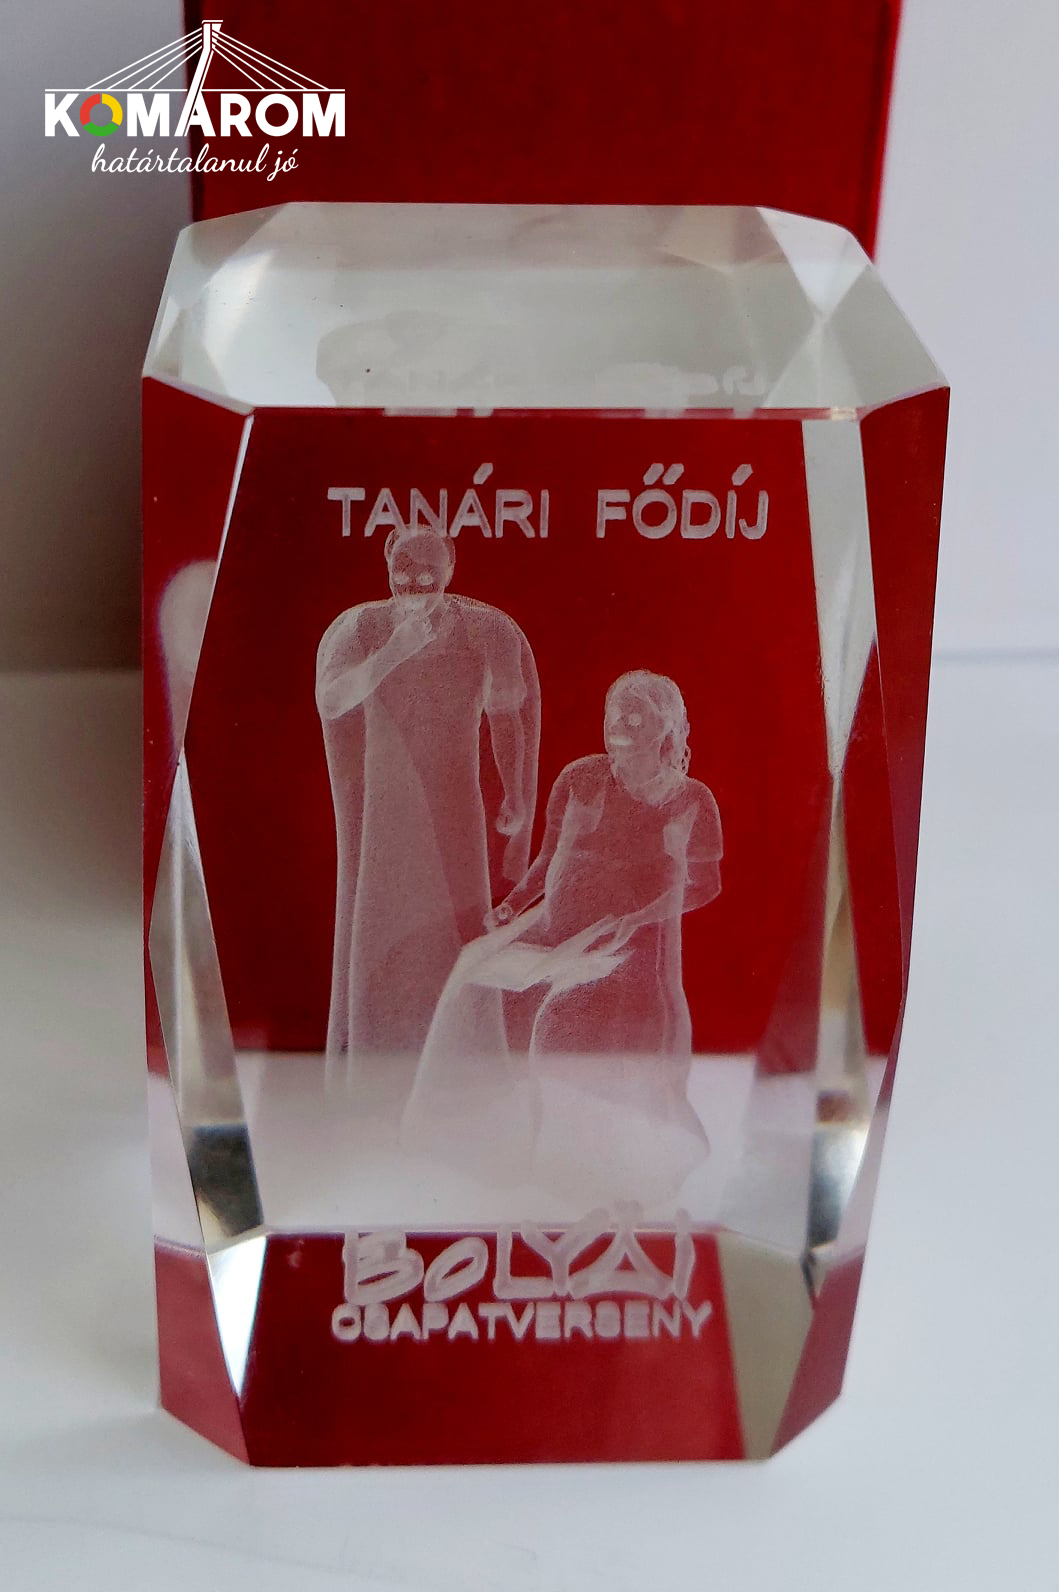 KOMÁROM
határtalanul jó
TANÁRI FŐDÍJ
BOLYAI
CSAPATVERSENY